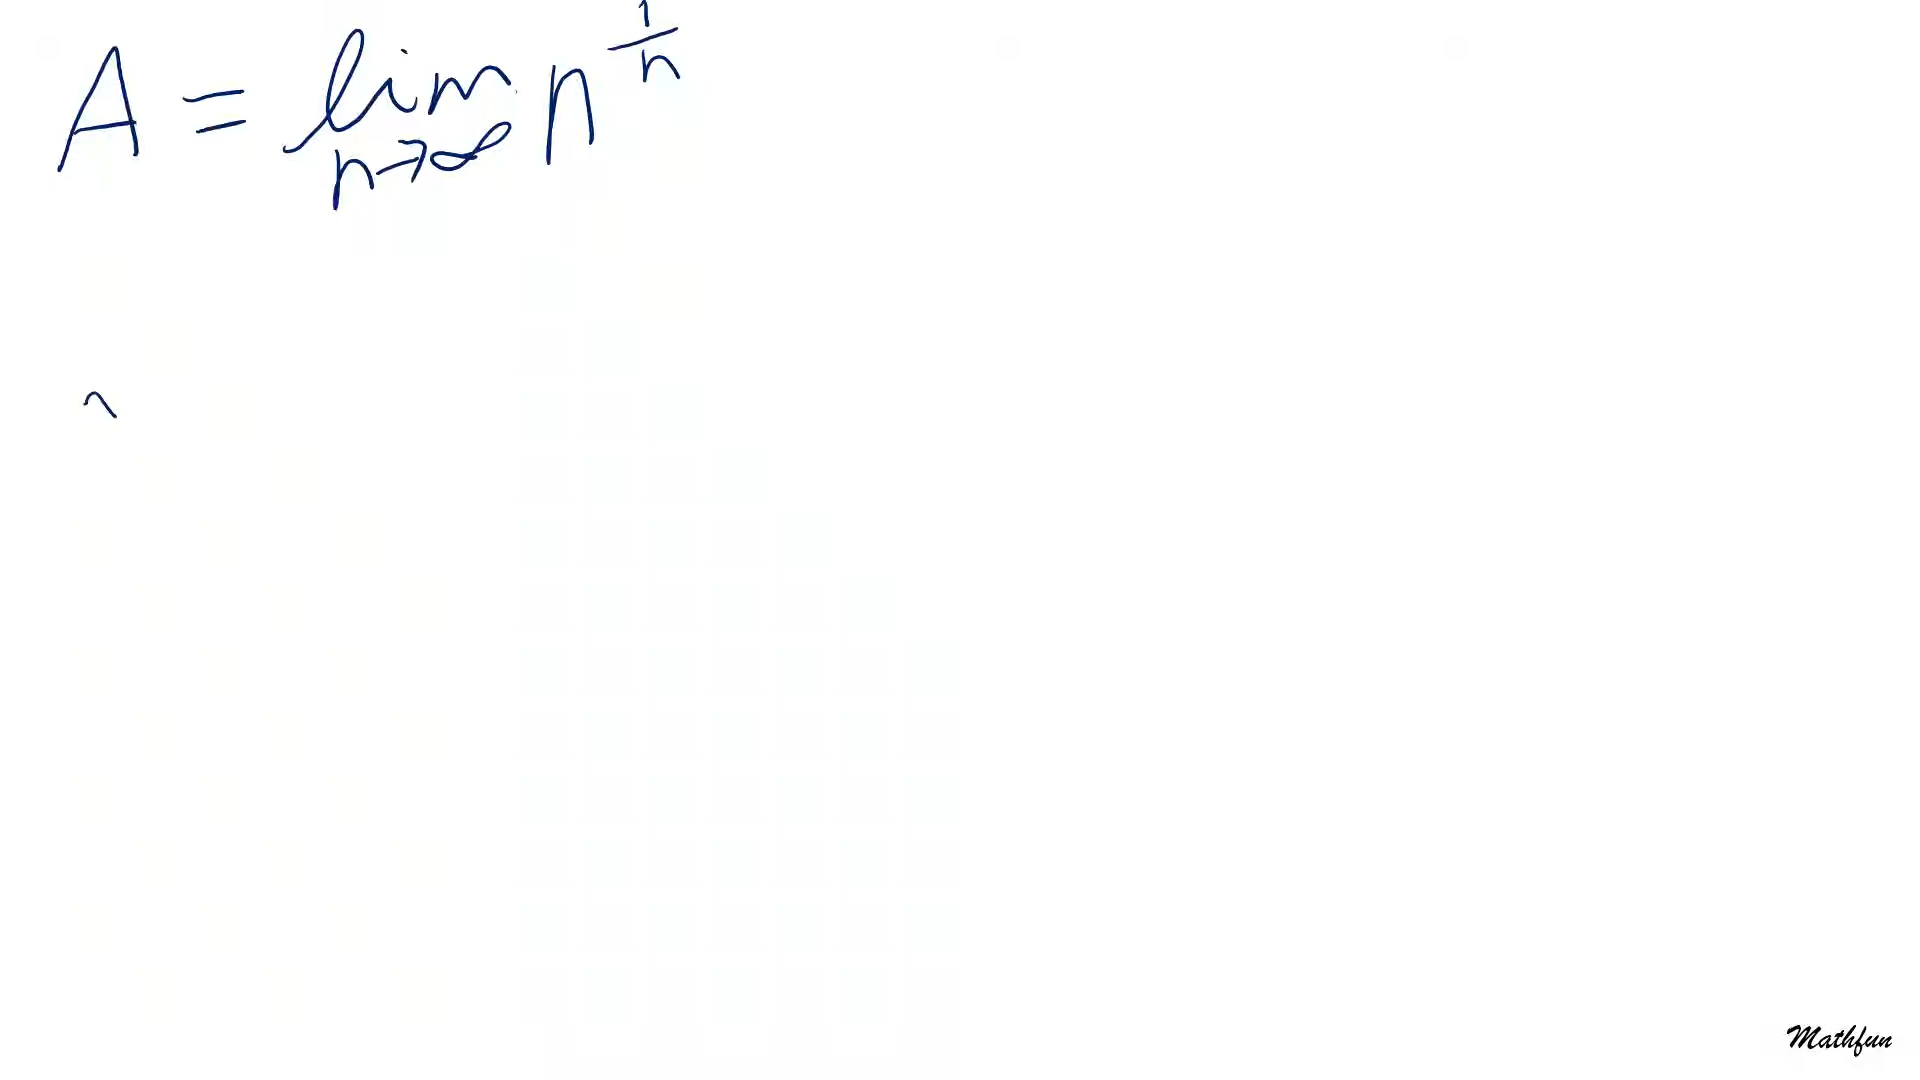 A = lim n^{1/n}
n→∞
Mathfun